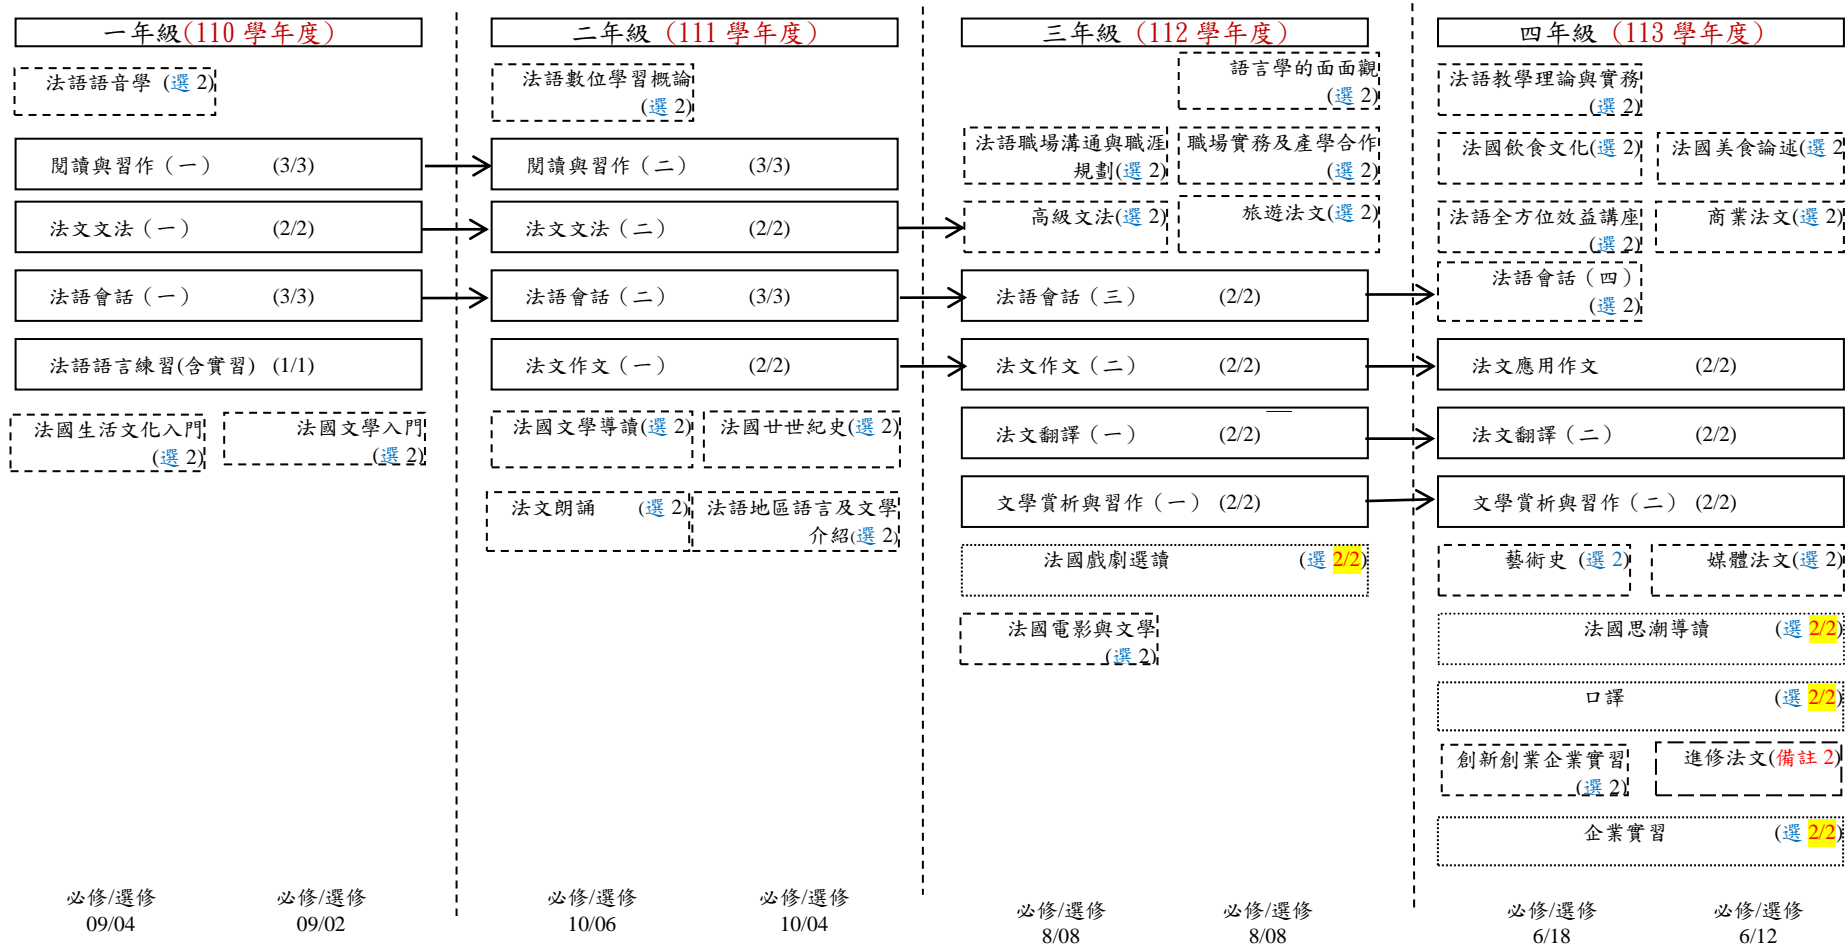 一年級(110 學年度)
法語語音學 (選 2)
閱讀與習作（一） (3/3)
法文文法（一） (2/2)
法語會話（一） (3/3)
法語語言練習(含實習) (1/1)
法國生活文化入門
(選 2)
法國文學入門
(選 2)
必修/選修
09/04
必修/選修
09/02
二年級（111 學年度）
法語數位學習概論
(選 2)
閱讀與習作（二） (3/3)
法文文法（二） (2/2)
法語會話（二） (3/3)
法文作文（一） (2/2)
法國文學導讀(選 2)
法國廿世紀史(選 2)
法文朗誦 (選 2)
法語地區語言及文學
介紹(選 2)
必修/選修
10/06
必修/選修
10/04
三年級（112 學年度）
語言學的面面觀
(選 2)
法語職場溝通與職涯
規劃(選 2)
職場實務及產學合作
(選 2)
高級文法(選 2)
旅遊法文(選 2)
法語會話（三） (2/2)
法文作文（二） (2/2)
法文翻譯（一） (2/2)
文學賞析與習作（一） (2/2)
法國戲劇選讀 (選 2/2)
法國電影與文學
(選 2)
必修/選修
8/08
必修/選修
8/08
四年級（113 學年度）
法語教學理論與實務
(選 2)
法國飲食文化(選 2)
法國美食論述(選 2
法語全方位效益講座
(選 2)
商業法文(選 2)
法語會話（四）
(選 2)
法文應用作文 (2/2)
法文翻譯（二） (2/2)
文學賞析與習作（二） (2/2)
藝術史 (選 2)
媒體法文(選 2)
法國思潮導讀 (選 2/2)
口譯 (選 2/2)
創新創業企業實習
(選 2)
進修法文(備註 2)
企業實習 (選 2/2)
必修/選修
6/18
必修/選修
6/12